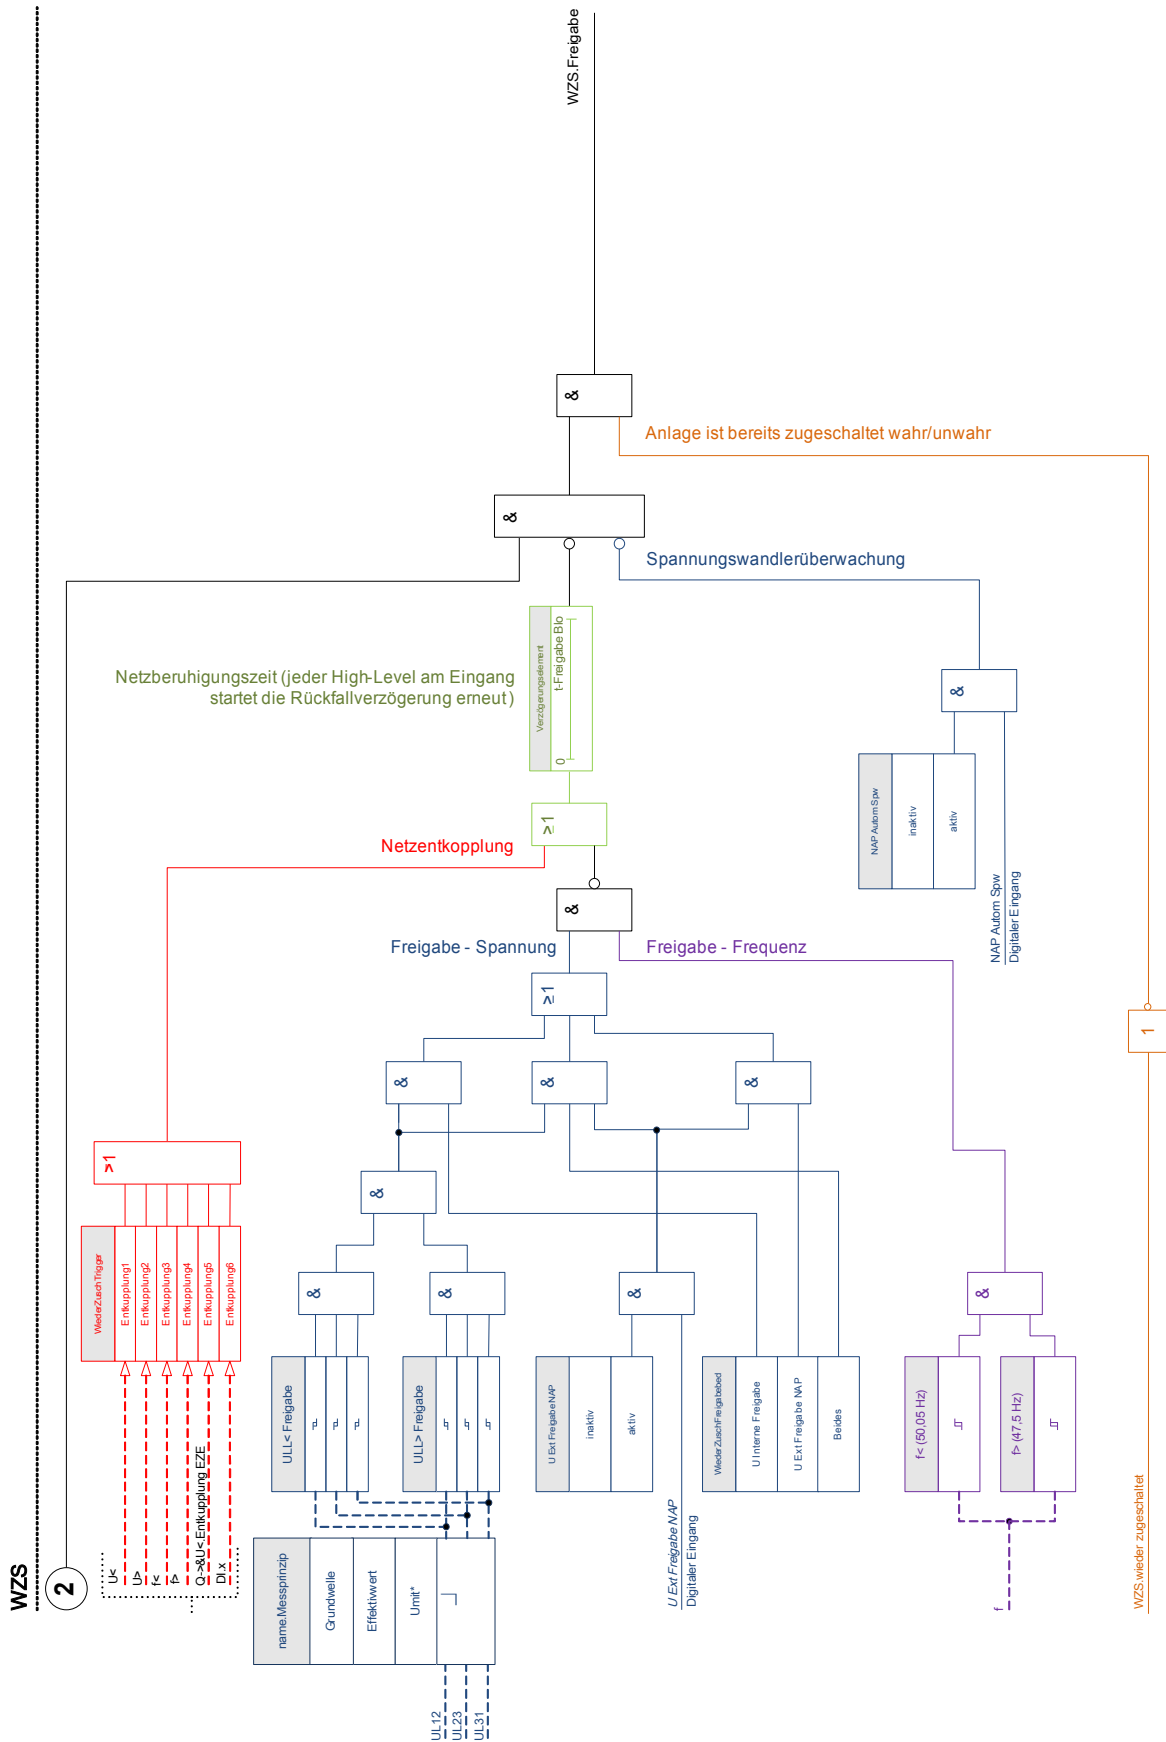 WZS
2
U<
U>
f<
f>
Q->&U<.Entkupplung EZE
DI.x
WiederZuschTrigger
Entkupplung1
Entkupplung2
Entkupplung3
Entkupplung4
Entkupplung5
Entkupplung6
≥1
Netzentkopplung
UL12
UL23
UL31
name.Messprinzip
Grundwelle
Effektivwert
Umit*
ULL< Freigabe
ULL> Freigabe
&
&
&
&
&
&
U Ext Freigabe NAP
Digitaler Eingang
U Ext Freigabe NAP
inaktiv
aktiv
&
WiederZuschFreigabebed
U Interne Freigabe
U Ext Freigabe NAP
Beides
≥1
Freigabe - Spannung
f
f< (50,05 Hz)
f> (47,5 Hz)
&
Freigabe - Frequenz
&
≥1
Netzberuhigungszeit (jeder High-Level am Eingang
startet die Rückfallverzögerung erneut)
Verzögerungselement
0
t-Freigabe Blo
NAP Autom Spw
Digitaler Eingang
NAP Autom Spw
inaktiv
aktiv
&
Spannungswandlerüberwachung
&
WZS.wieder zugeschaltet
1
Anlage ist bereits zugeschaltet wahr/unwahr
&
WZS.Freigabe